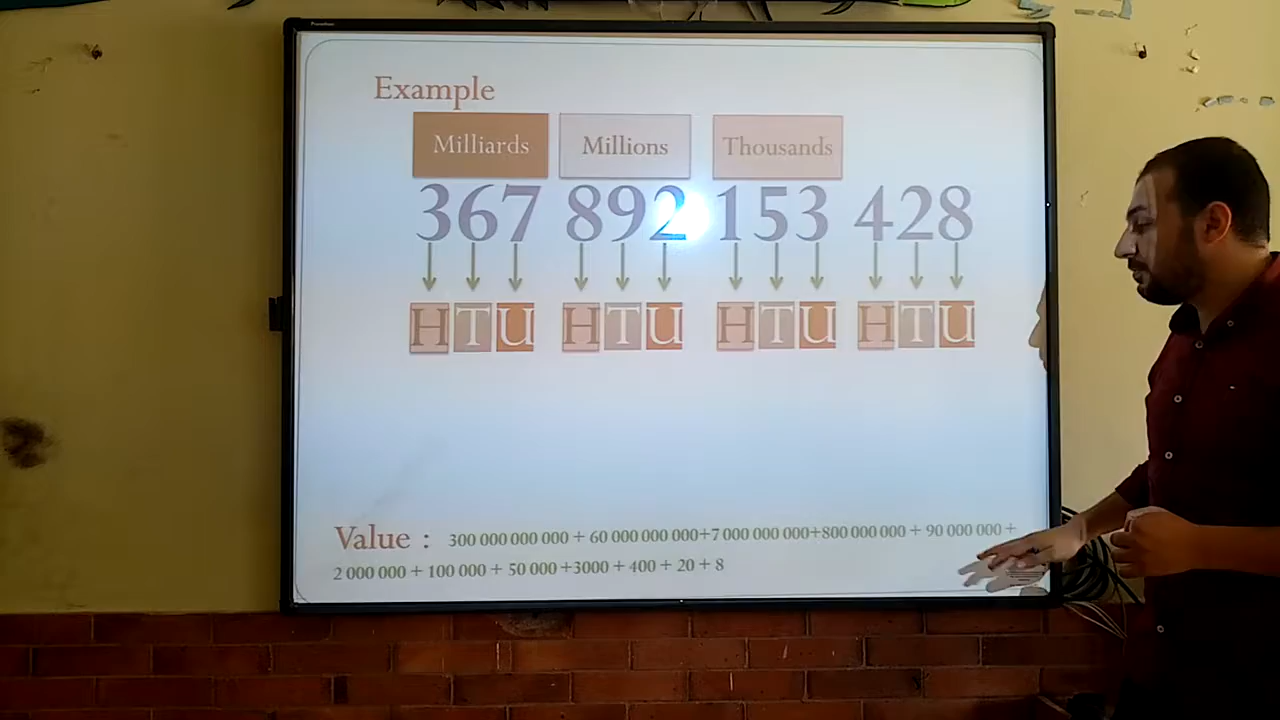 Example
Milliards Millions Thousands
367 892 153 428
H T U H T U H T U H T U
Value : 300 000 000 000 + 60 000 000 000+7 000 000 000+800 000 000 + 90 000 000 +
2 000 000 + 100 000 + 50 000 +3000 + 400 + 20 + 8